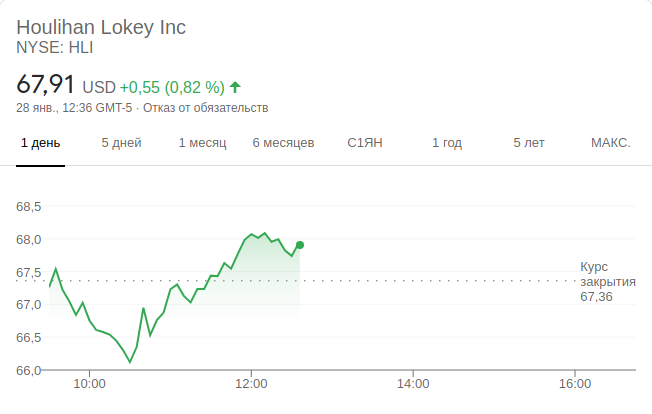 Houlihan Lokey Inc
NYSE: HLI
67,91 USD +0,55 (0,82 %)
28 янв., 12:36 GMT-5 · Отказ от обязательств
1 день 5 дней 1 месяц 6 месяцев С1ЯН 1 год 5 лет МАКС.
68,5
68,0
67,5
67,0
66,5
66,0
Курс
закрытия
67,36
10:00 12:00 14:00 16:00